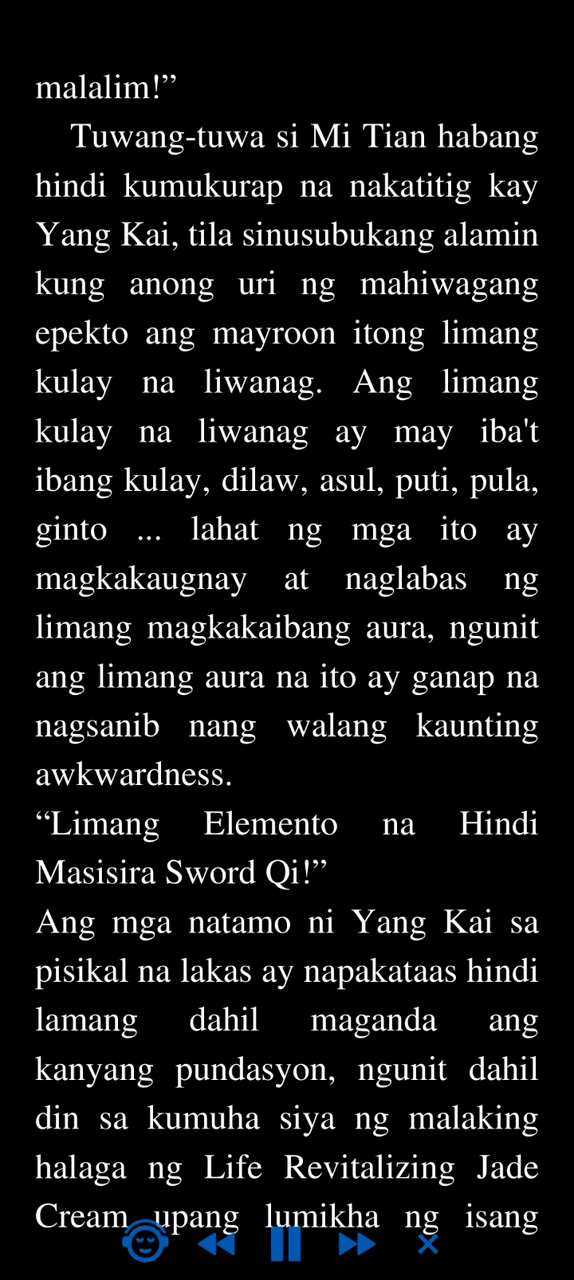 malalim!”
Tuwang-tuwa si Mi Tian habang
hindi kumukurap na nakatitig kay
Yang Kai, tila sinusubukang alamin
kung anong uri ng mahiwagang
epekto ang mayroon itong limang
kulay na liwanag. Ang limang
kulay na liwanag ay may iba't
ibang kulay, dilaw, asul, puti, pula,
ginto ... lahat ng mga ito ay
magkakaugnay at naglabas ng
limang magkakaibang aura, ngunit
ang limang aura na ito ay ganap na
nagsanib nang walang kaunting
awkwardness.
“Limang Elemento na Hindi
Masisira Sword Qi!”
Ang mga natamo ni Yang Kai sa
pisikal na lakas ay napakataas hindi
lamang dahil maganda ang
kanyang pundasyon, ngunit dahil
din sa kumuha siya ng malaking
halaga ng Life Revitalizing Jade
Cream upang lumikha ng isang